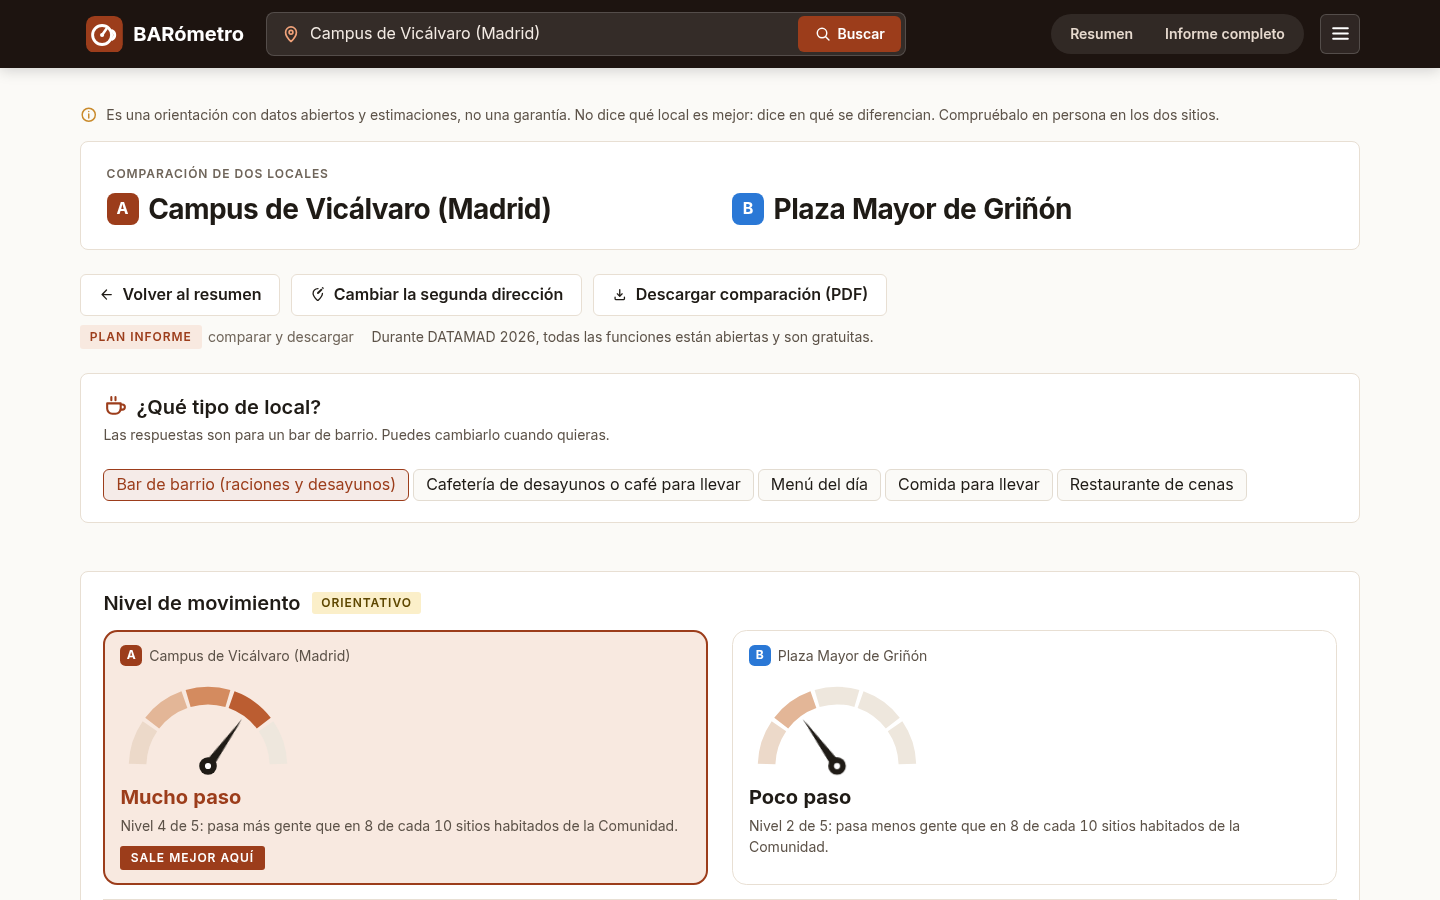 BARómetro
Campus de Vicálvaro (Madrid)
Buscar
Resumen
Informe completo
Es una orientación con datos abiertos y estimaciones, no una garantía. No dice qué local es mejor: dice en qué se diferencian. Compruébalo en persona en los dos sitios.
COMPARACIÓN DE DOS LOCALES
A Campus de Vicálvaro (Madrid)
B Plaza Mayor de Griñón
Volver al resumen
Cambiar la segunda dirección
Descargar comparación (PDF)
PLAN INFORME comparar y descargar Durante DATAMAD 2026, todas las funciones están abiertas y son gratuitas.
¿Qué tipo de local?
Las respuestas son para un bar de barrio. Puedes cambiarlo cuando quieras.
Bar de barrio (raciones y desayunos)
Cafetería de desayunos o café para llevar
Menú del día
Comida para llevar
Restaurante de cenas
Nivel de movimiento ORIENTATIVO
A Campus de Vicálvaro (Madrid)
Mucho paso
Nivel 4 de 5: pasa más gente que en 8 de cada 10 sitios habitados de la Comunidad.
SALE MEJOR AQUÍ
B Plaza Mayor de Griñón
Poco paso
Nivel 2 de 5: pasa menos gente que en 8 de cada 10 sitios habitados de la
Comunidad.